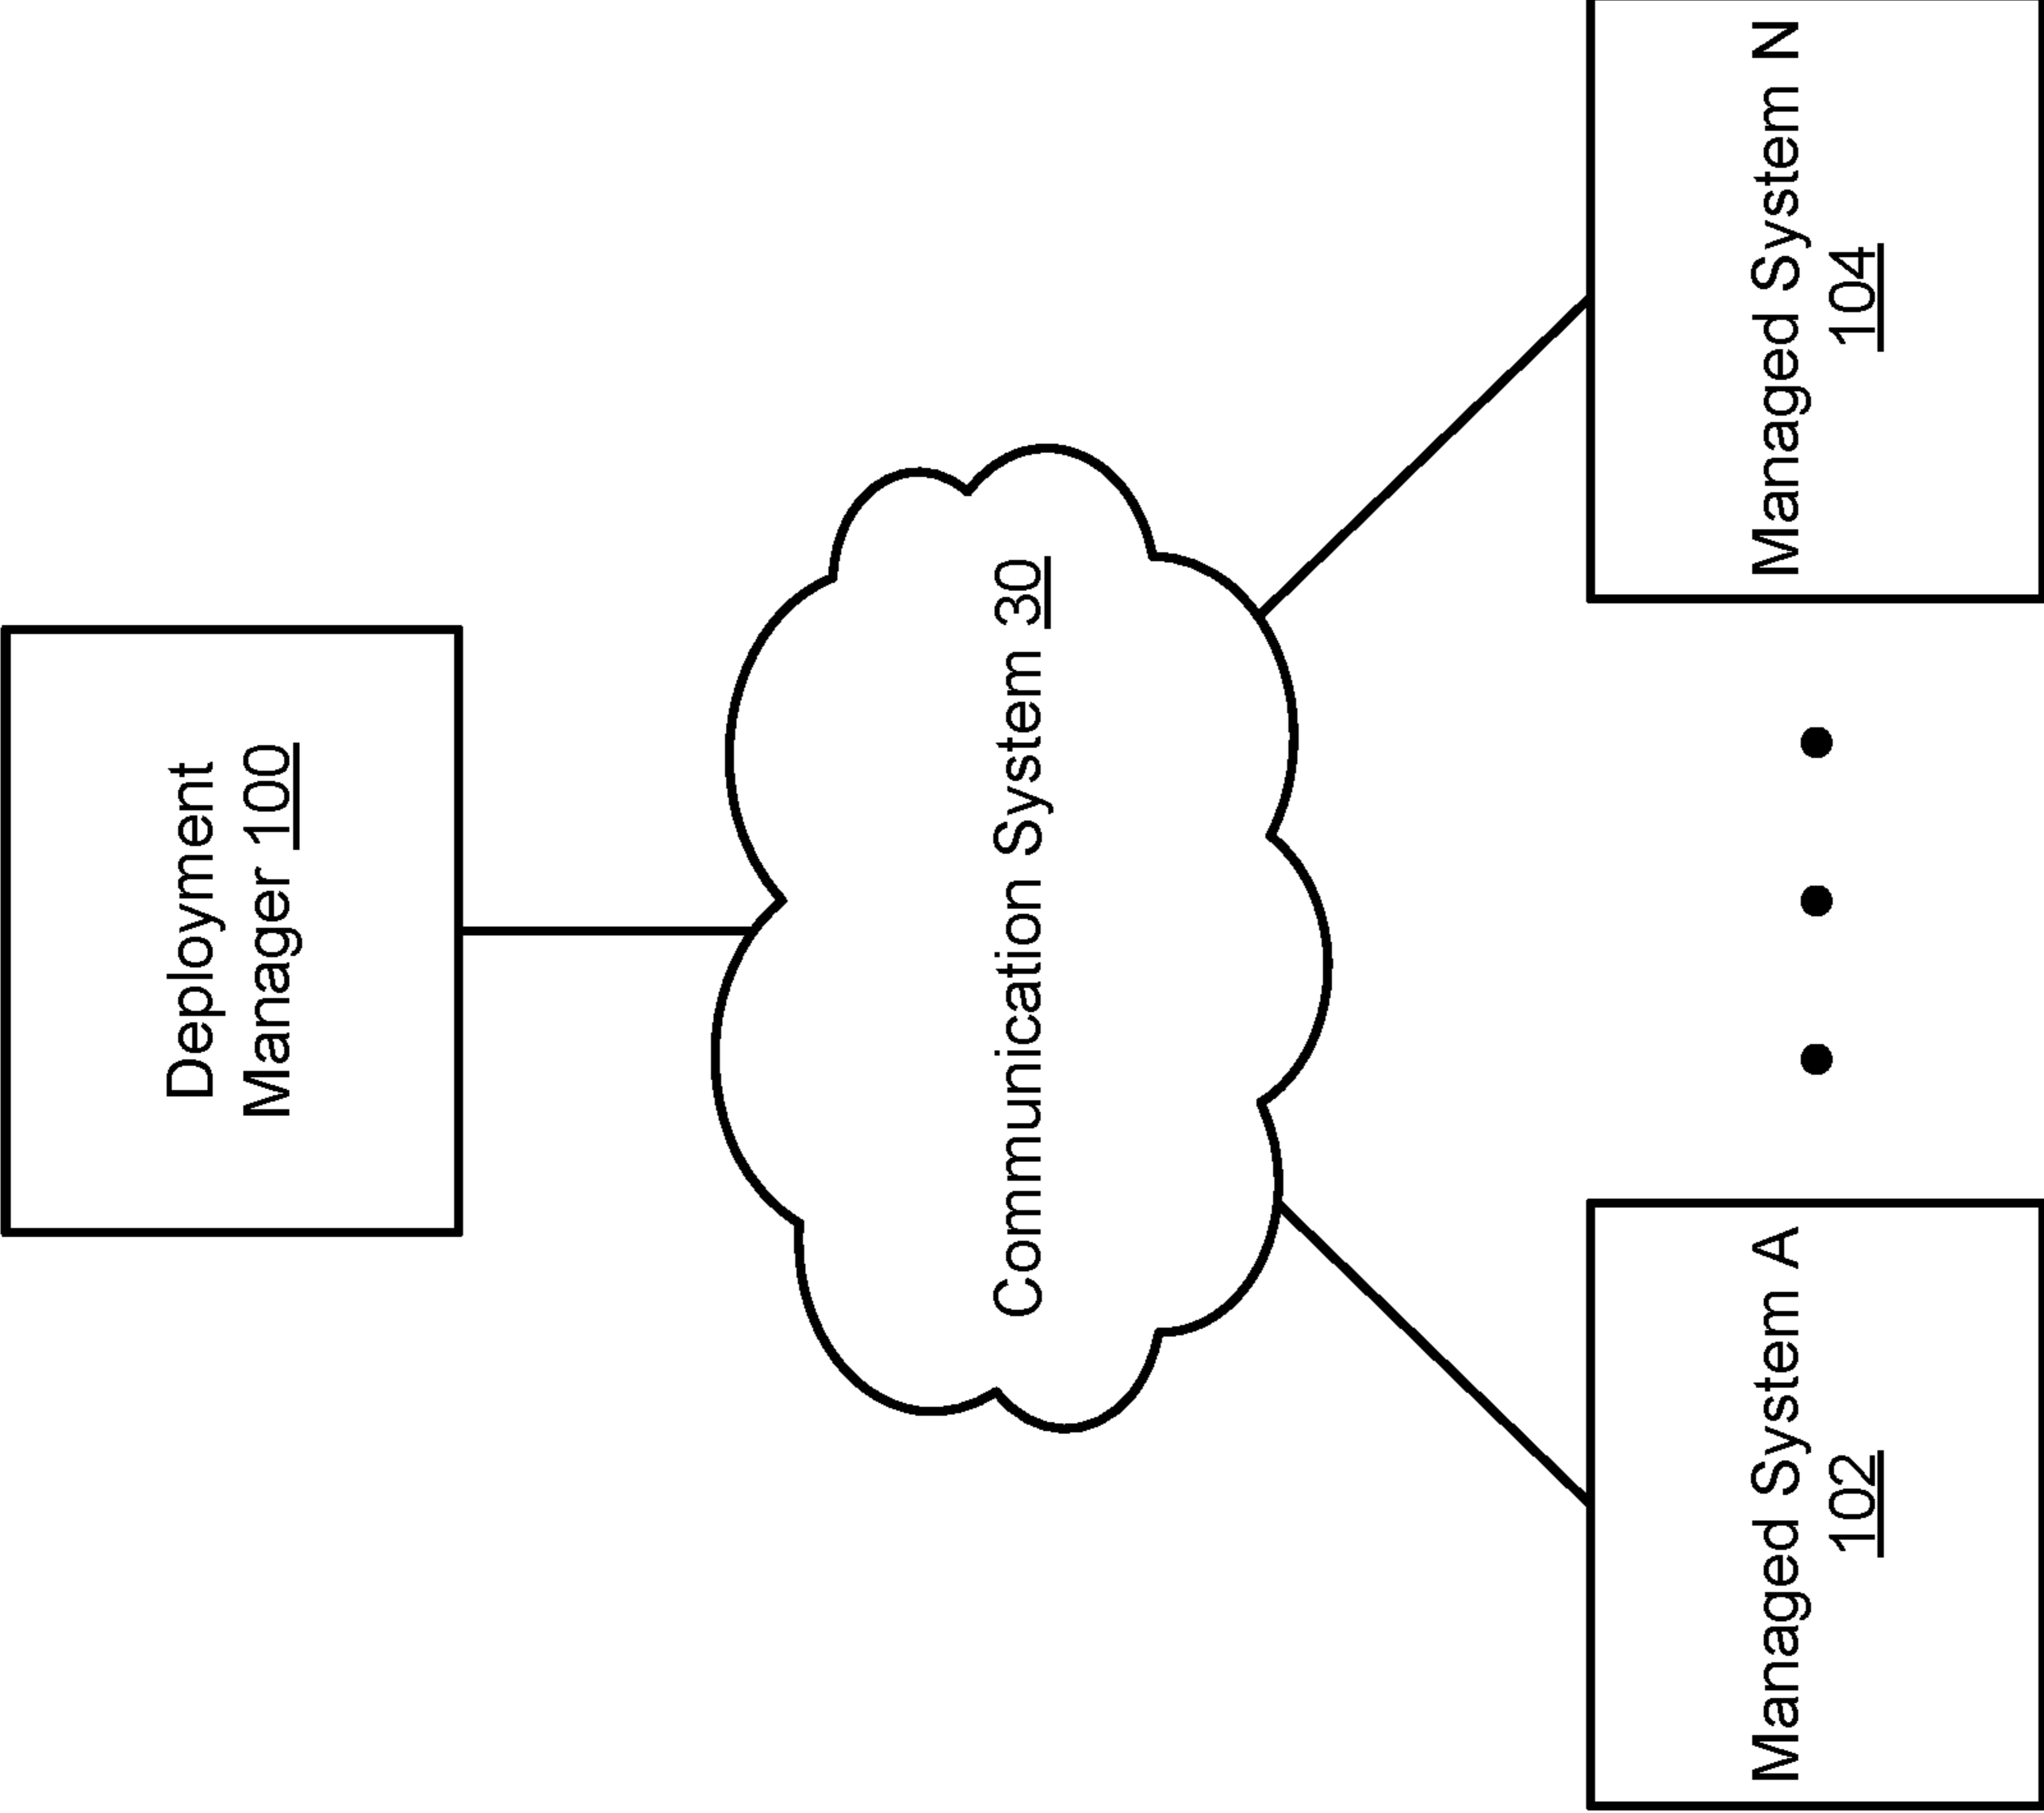 Deployment
Manager 100
Communication System 30
Managed System A
102
Managed System N
104